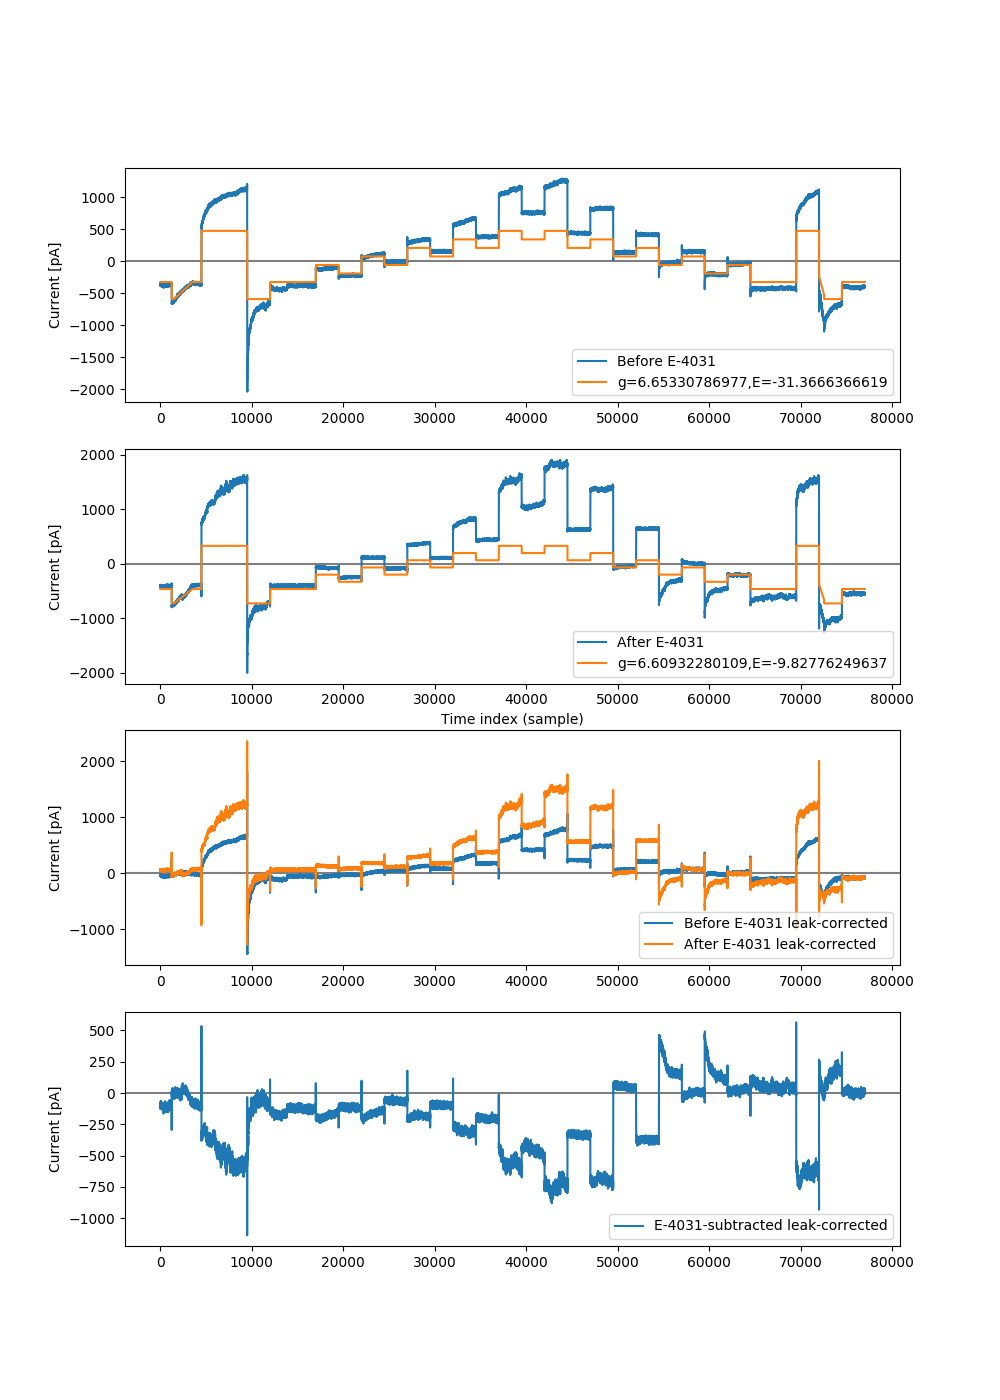 1000
500
0
−500
−1000
−1500
−2000
Current [pA]
Before E-4031
g=6.65330786977,E=-31.3666366619
0 10000 20000 30000 40000 50000 60000 70000 80000
2000
1000
0
−1000
−2000
Current [pA]
After E-4031
g=6.60932280109,E=-9.82776249637
0 10000 20000 30000 40000 50000 60000 70000 80000
Time index (sample)
2000
1000
0
−1000
Current [pA]
Before E-4031 leak-corrected
After E-4031 leak-corrected
0 10000 20000 30000 40000 50000 60000 70000 80000
500
250
0
−250
−500
−750
−1000
Current [pA]
E-4031-subtracted leak-corrected
0 10000 20000 30000 40000 50000 60000 70000 80000